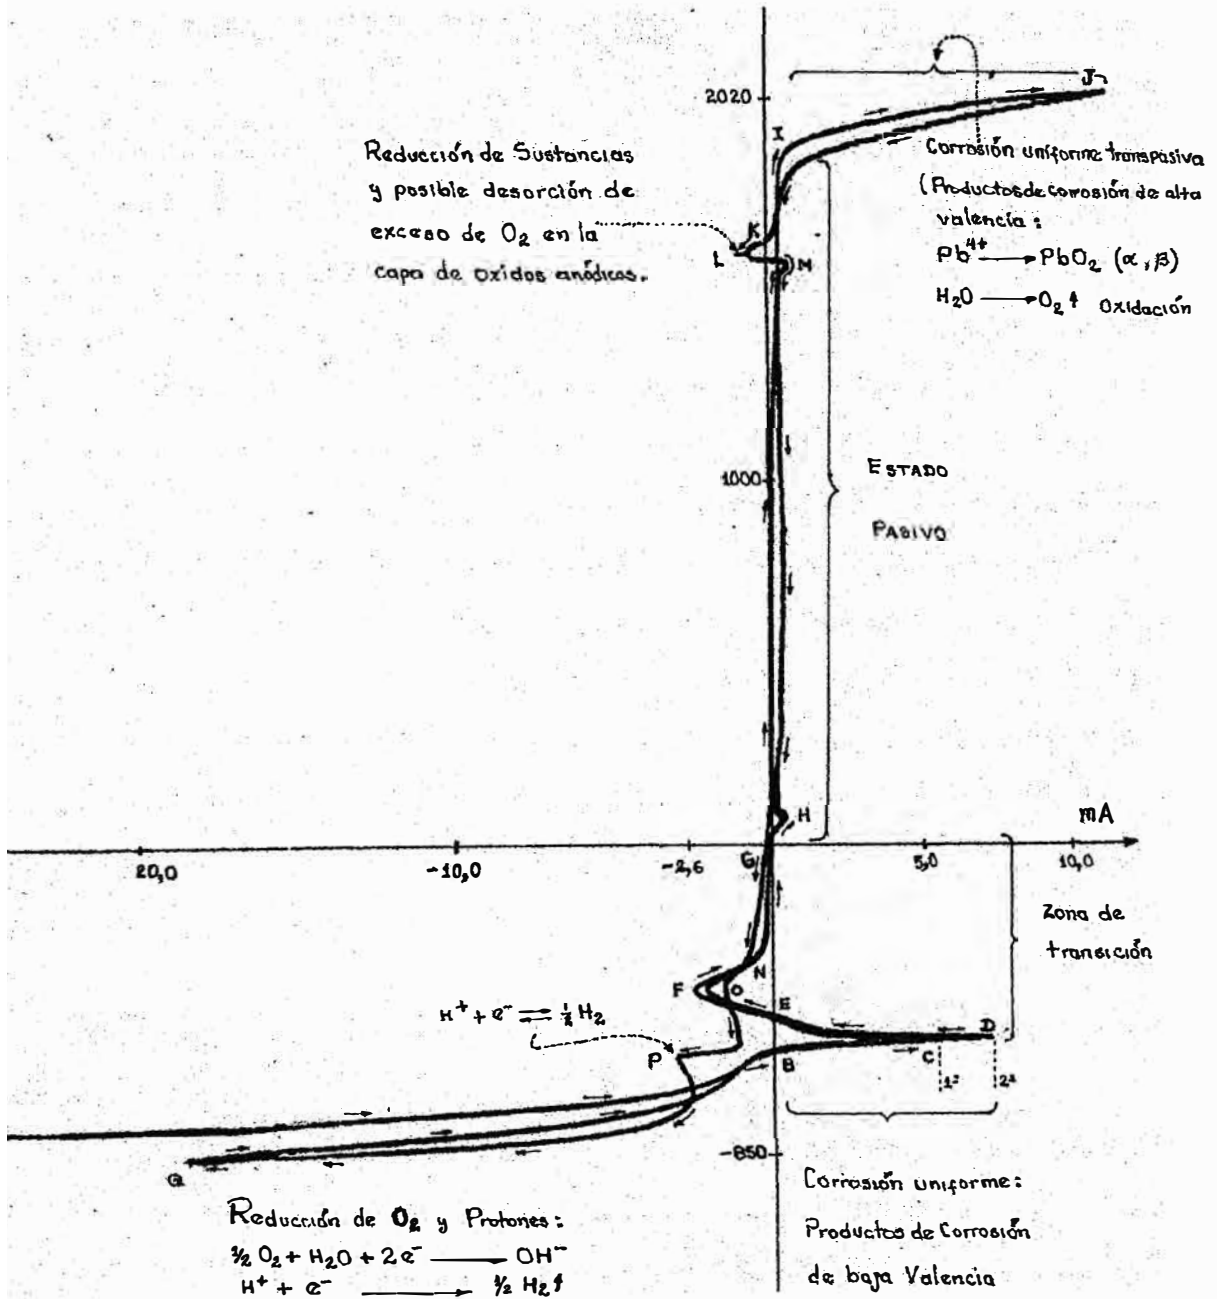 2020
J
I
Reducción de Sustancias
y posible desorción de
exceso de O₂ en la
capa de oxidos anódicos.
K
L
M
Corrosión uniforme transpasiva
(Productos de corrosión de alta
valencia:
Pb⁴⁺ → PbO₂ (α, β)
H₂O → O₂↑ Oxidación
1000
ESTADO
PASIVO
H
mA
20,0
-10,0
-2,6
5,0
10,0
G
Zona de
transición
N
F
O
E
H⁺ + e⁻ ⇌ ½ H₂
D
P
B
C
1ª
2ª
-850
Q
Corrosión uniforme:
Productos de Corrosión
de baja Valencia
Reducción de O₂ y Protones:
½ O₂ + H₂O + 2e⁻ → OH⁻
H⁺ + e⁻ → ½ H₂↑